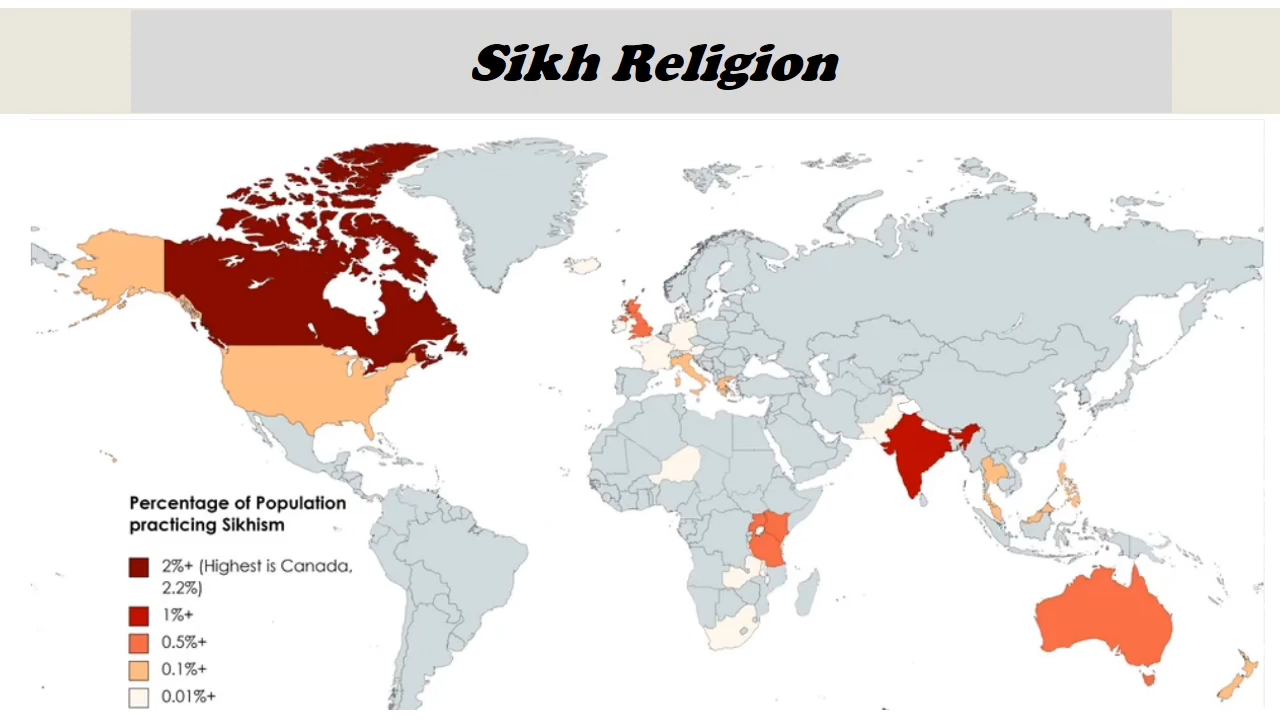 Sikh Religion
Percentage of Population
practicing Sikhism
2%+ (Highest is Canada,
2.2%)
1%+
0.5%+
0.1%+
0.01%+